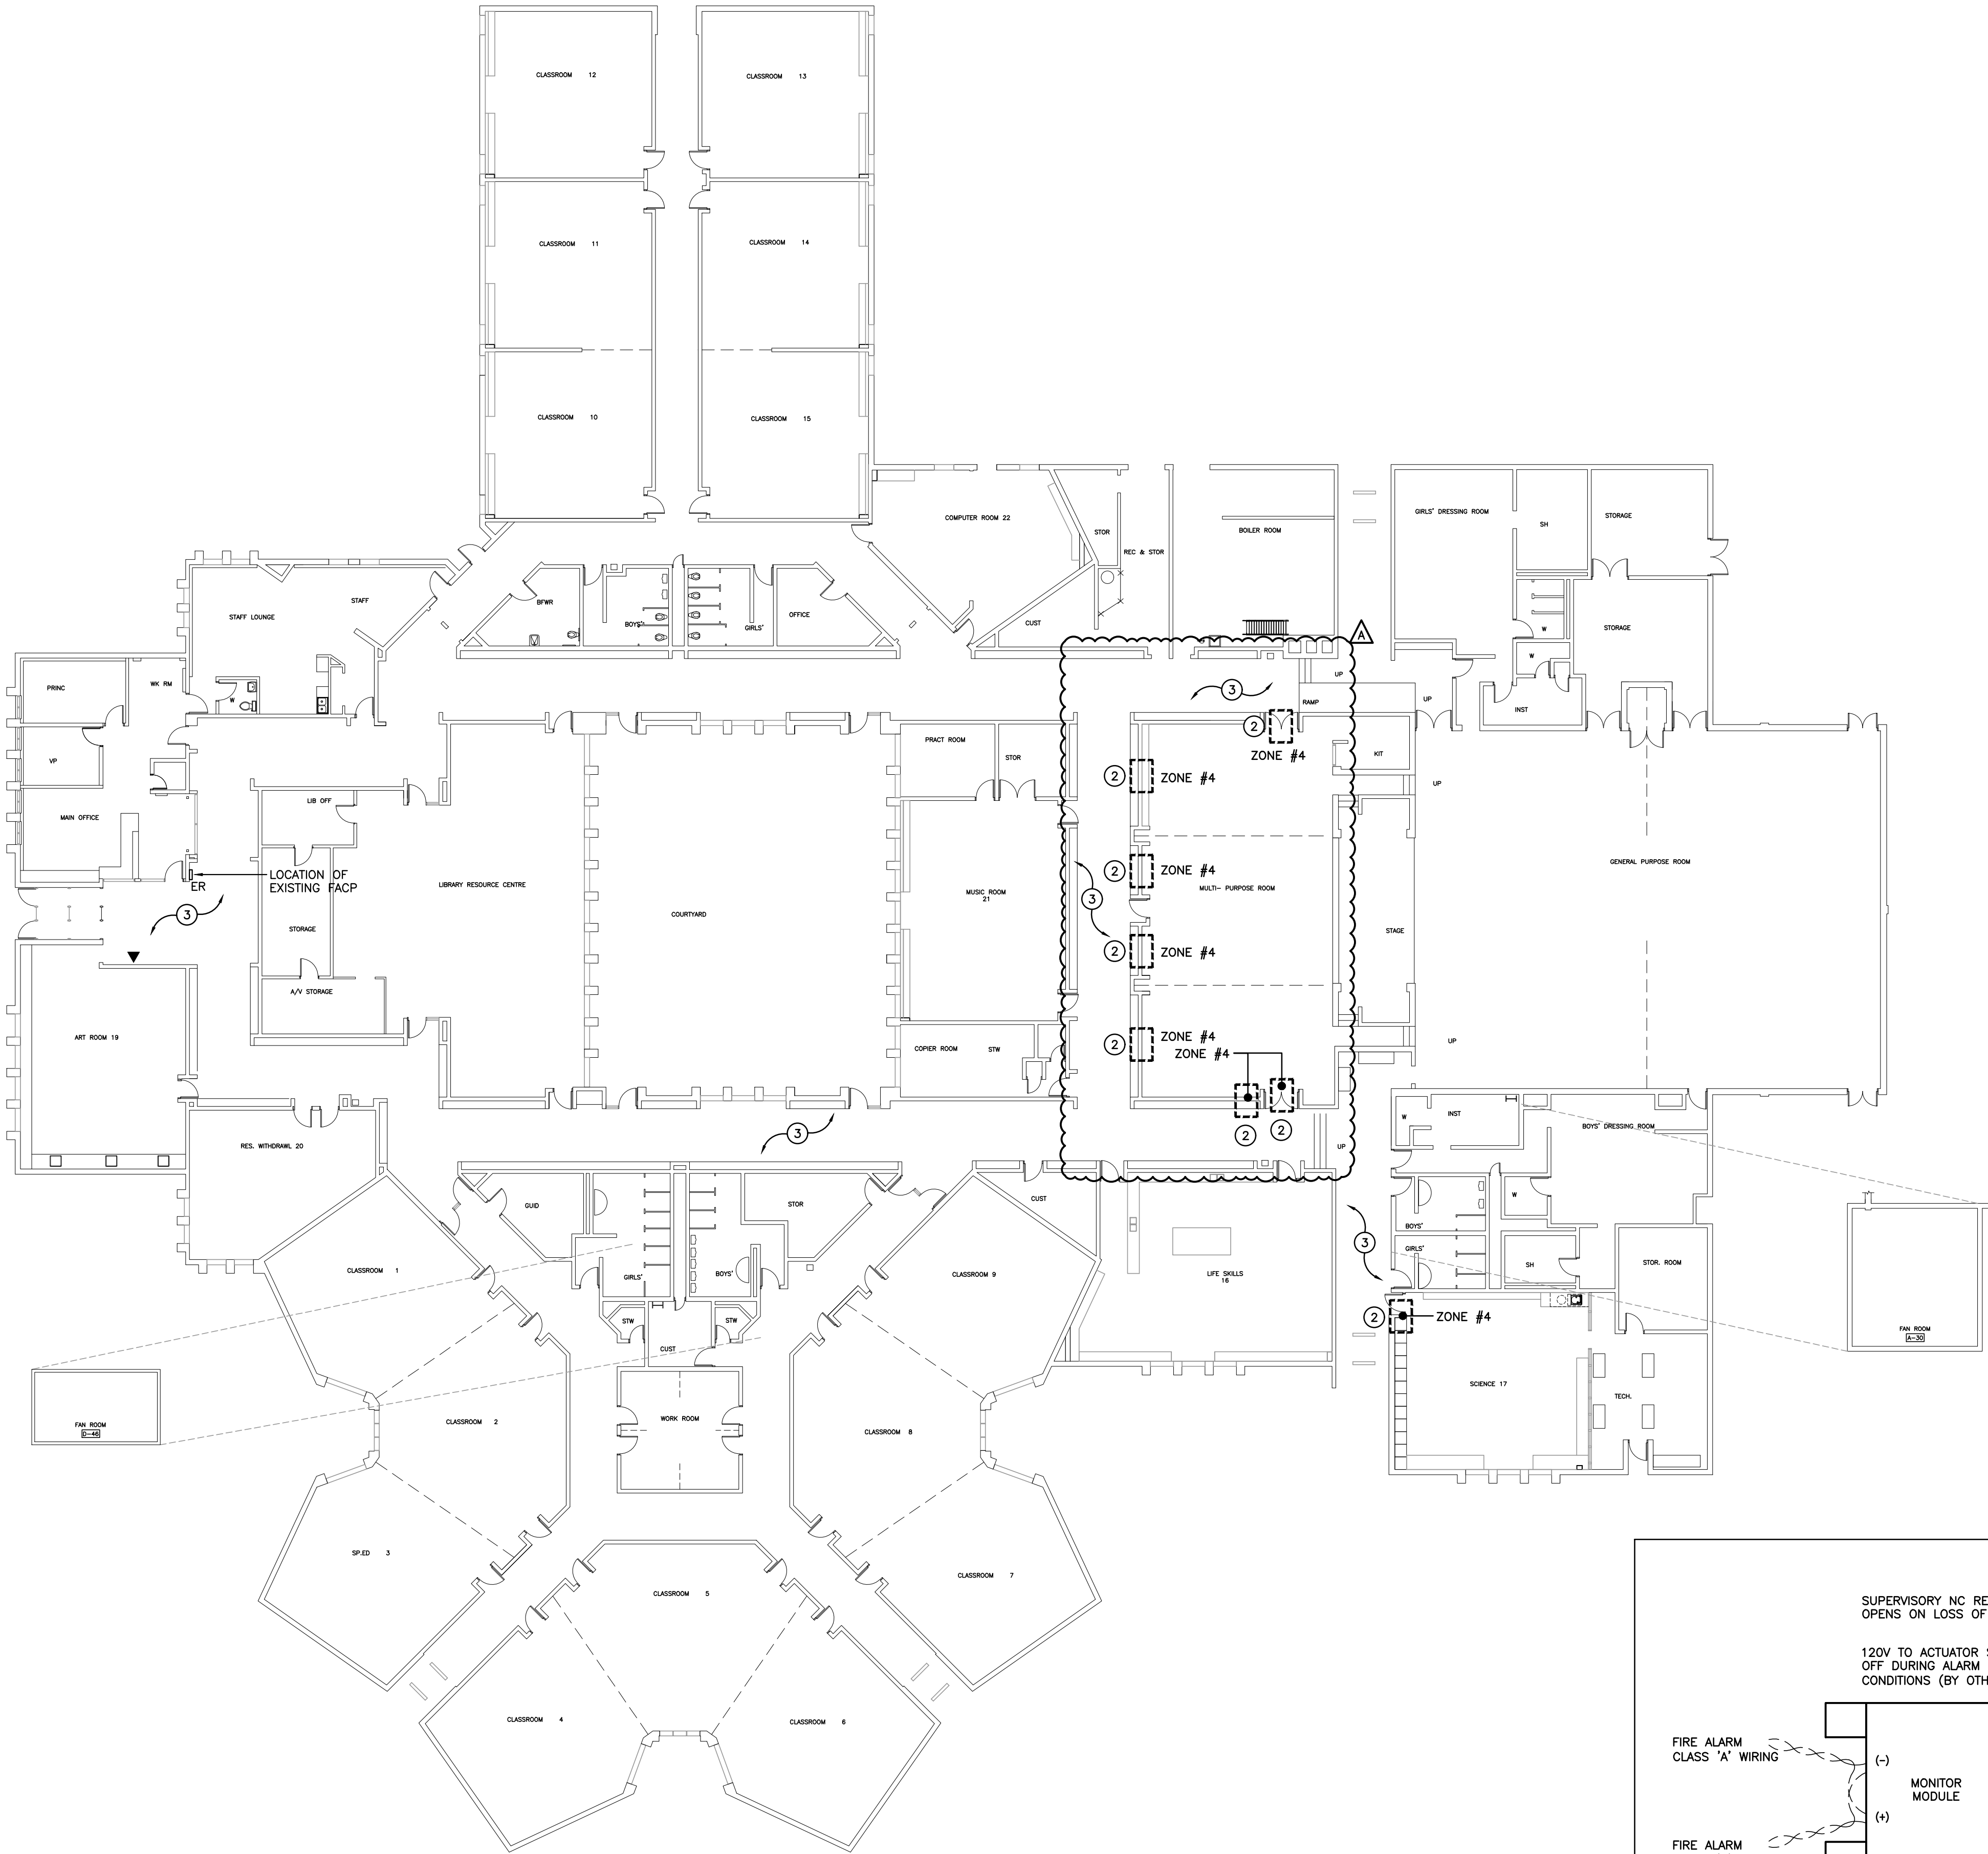 CLASSROOM 12
CLASSROOM 13
CLASSROOM 11
CLASSROOM 14
CLASSROOM 10
CLASSROOM 15
COMPUTER ROOM 22
STOR
REC & STOR
BOILER ROOM
GIRLS' DRESSING ROOM
SH
STORAGE
STAFF
STAFF LOUNGE
BFWR
BOYS'
GIRLS'
OFFICE
CUST
A
W
STORAGE
W
PRINC
WK RM
W
3
UP
RAMP
UP
INST
PRACT ROOM
STOR
2
ZONE #4
KIT
VP
2
ZONE #4
UP
LIB OFF
MAIN OFFICE
LOCATION OF
EXISTING FACP
ER
LIBRARY RESOURCE CENTRE
COURTYARD
MUSIC ROOM
21
2
ZONE #4
MULTI- PURPOSE ROOM
GENERAL PURPOSE ROOM
3
3
STORAGE
STAGE
2
ZONE #4
A/V STORAGE
ART ROOM 19
COPIER ROOM
STW
2
ZONE #4
ZONE #4
UP
RES. WITHDRAWL 20
3
2
2
UP
W
INST
BOYS' DRESSING ROOM
GUID
STOR
CUST
W
BOYS'
3
GIRLS'
CLASSROOM 1
GIRLS'
BOYS'
CLASSROOM 9
LIFE SKILLS
16
SH
STOR. ROOM
STW
STW
CUST
2
ZONE #4
FAN ROOM
A-30
FAN ROOM
D-46
CLASSROOM 2
WORK ROOM
CLASSROOM 8
SCIENCE 17
TECH.
SP.ED 3
CLASSROOM 5
CLASSROOM 7
CLASSROOM 4
CLASSROOM 6
SUPERVISORY NC RE
OPENS ON LOSS OF
120V TO ACTUATOR
OFF DURING ALARM
CONDITIONS (BY OTH
FIRE ALARM
CLASS 'A' WIRING
(-)
MONITOR
MODULE
(+)
FIRE ALARM